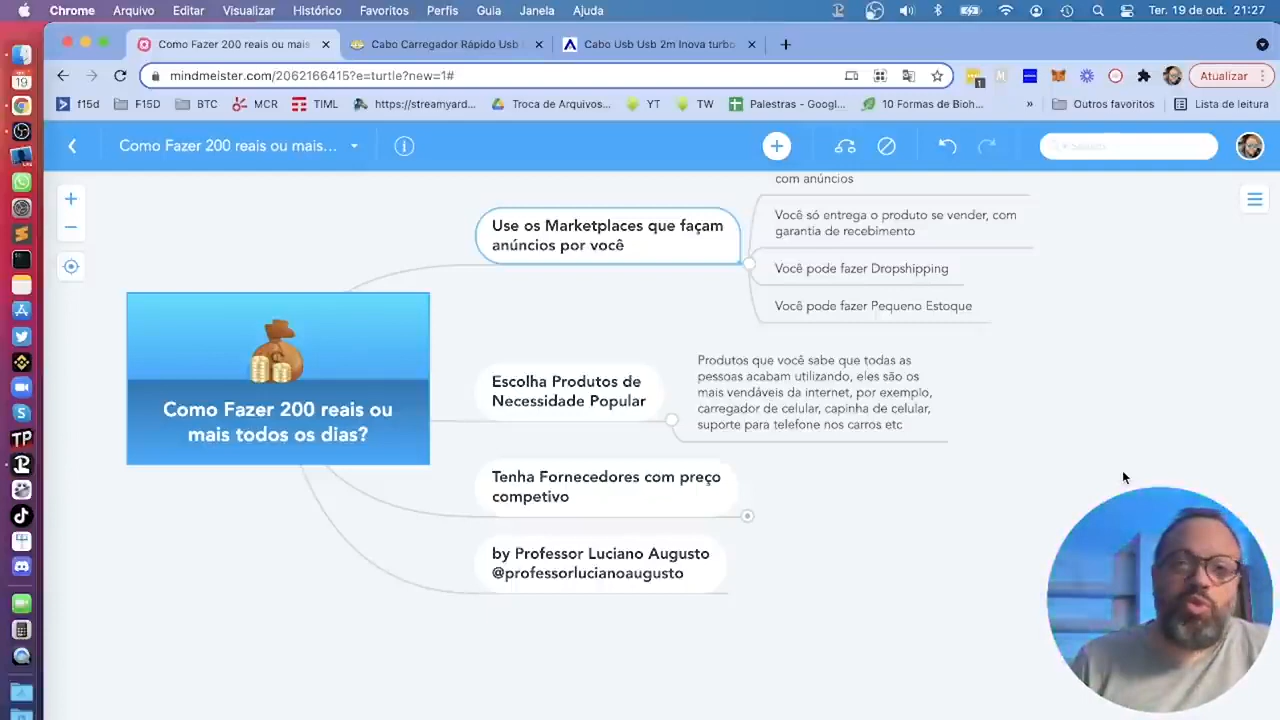 Chrome Arquivo Editar Visualizar Histórico Favoritos Perfis Guia Janela Ajuda Ter. 19 de out. 21:27
Como Fazer 200 reais ou mais × Cabo Carregador Rápido Usb × Cabo Usb Usb 2m Inova turbo × +
mindmeister.com/2062166415?e=turtle?new=1# Atualizar
f15d F15D BTC MCR TIML https://streamyard... Troca de Arquivos... YT TW Palestras - Googl... 10 Formas de Bioh... » Outros favoritos Lista de leitura
Como Fazer 200 reais ou mais...
com anúncios
Use os Marketplaces que façam
anúncios por você
Você só entrega o produto se vender, com
garantia de recebimento
Você pode fazer Dropshipping
Você pode fazer Pequeno Estoque
Como Fazer 200 reais ou
mais todos os dias?
Escolha Produtos de
Necessidade Popular
Produtos que você sabe que todas as
pessoas acabam utilizando, eles são os
mais vendáveis da internet, por exemplo,
carregador de celular, capinha de celular,
suporte para telefone nos carros etc
Tenha Fornecedores com preço
competivo
by Professor Luciano Augusto
@professorlucianoaugusto
TP